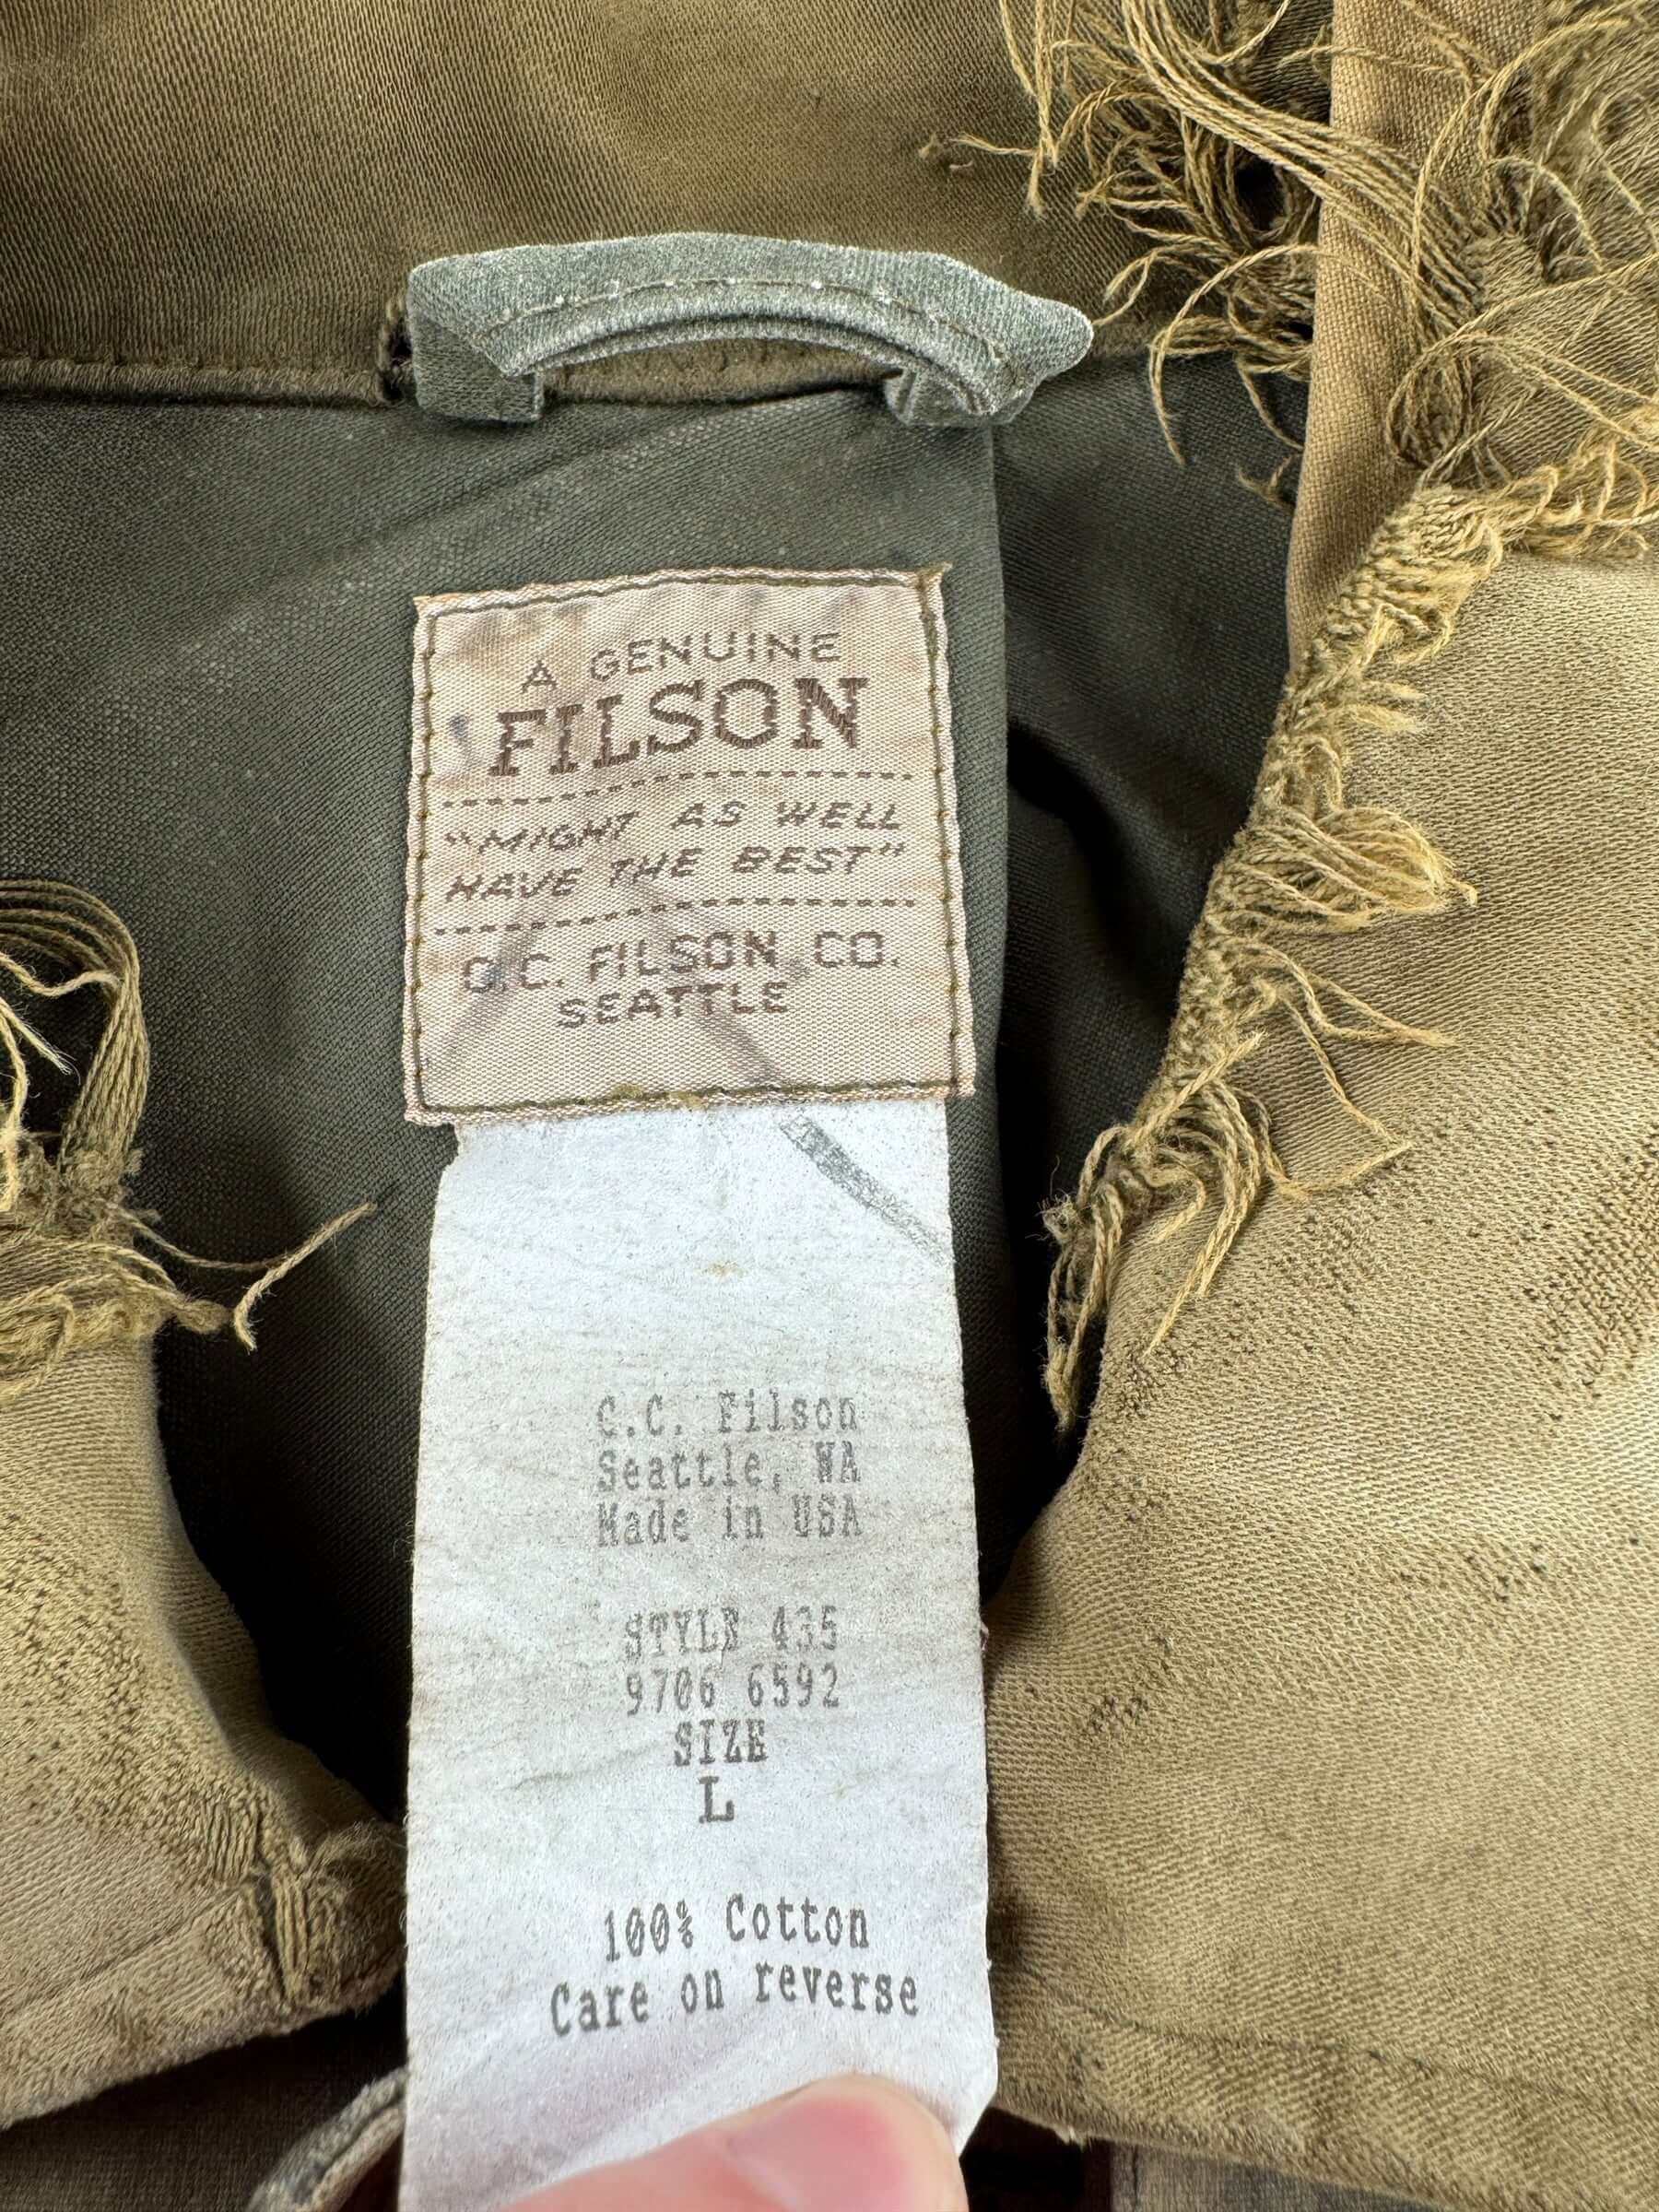 A GENUINE
FILSON
"MIGHT AS WELL
HAVE THE BEST"
C.C. FILSON CO.
SEATTLE
C.C. Filson
Seattle, WA
Made in USA
STYLE 435
9706 6592
SIZE
L
100% Cotton
Care on reverse